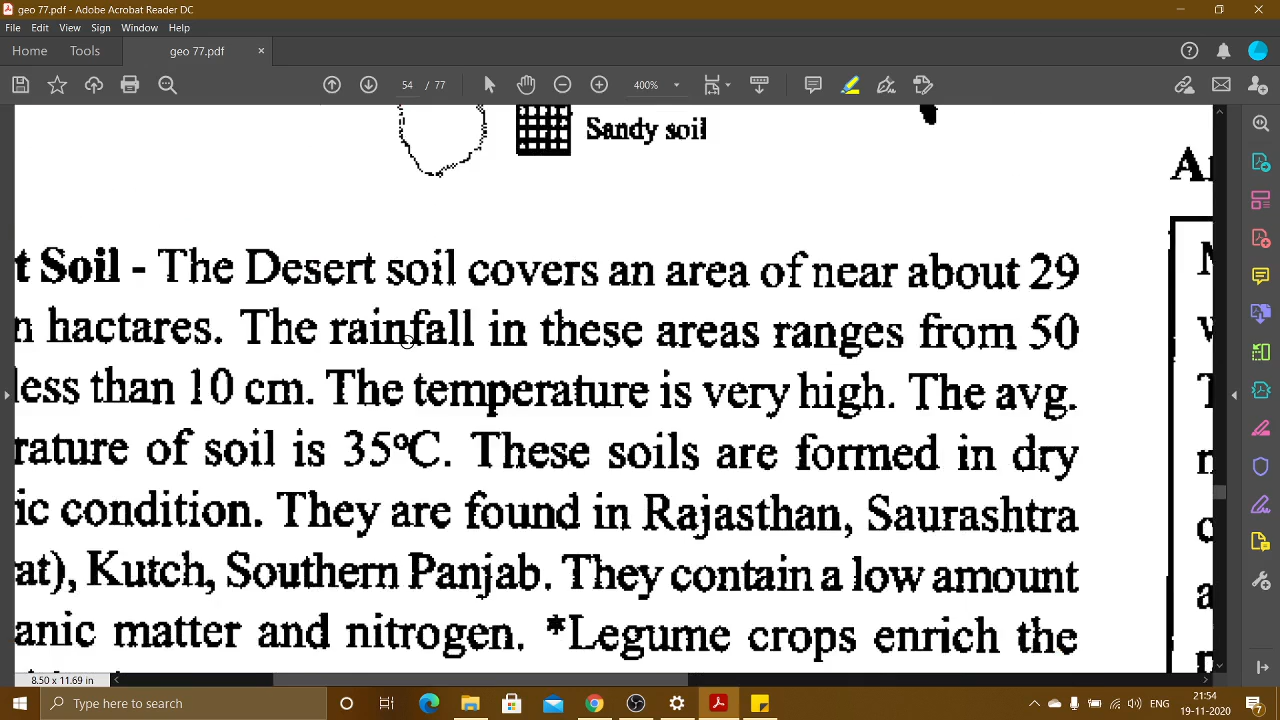 geo 77.pdf - Adobe Acrobat Reader DC
File Edit View Sign Window Help
Home Tools geo 77.pdf ×
54 / 77 400%
Sandy soil
t Soil - The Desert soil covers an area of near about 29
n hactares. The rainfall in these areas ranges from 50
less than 10 cm. The temperature is very high. The avg.
rature of soil is 35ºC. These soils are formed in dry
ic condition. They are found in Rajasthan, Saurashtra
at), Kutch, Southern Panjab. They contain a low amount
anic matter and nitrogen. *Legume crops enrich the
8.50 x 11.69 in
Type here to search
21:54
19-11-2020
7